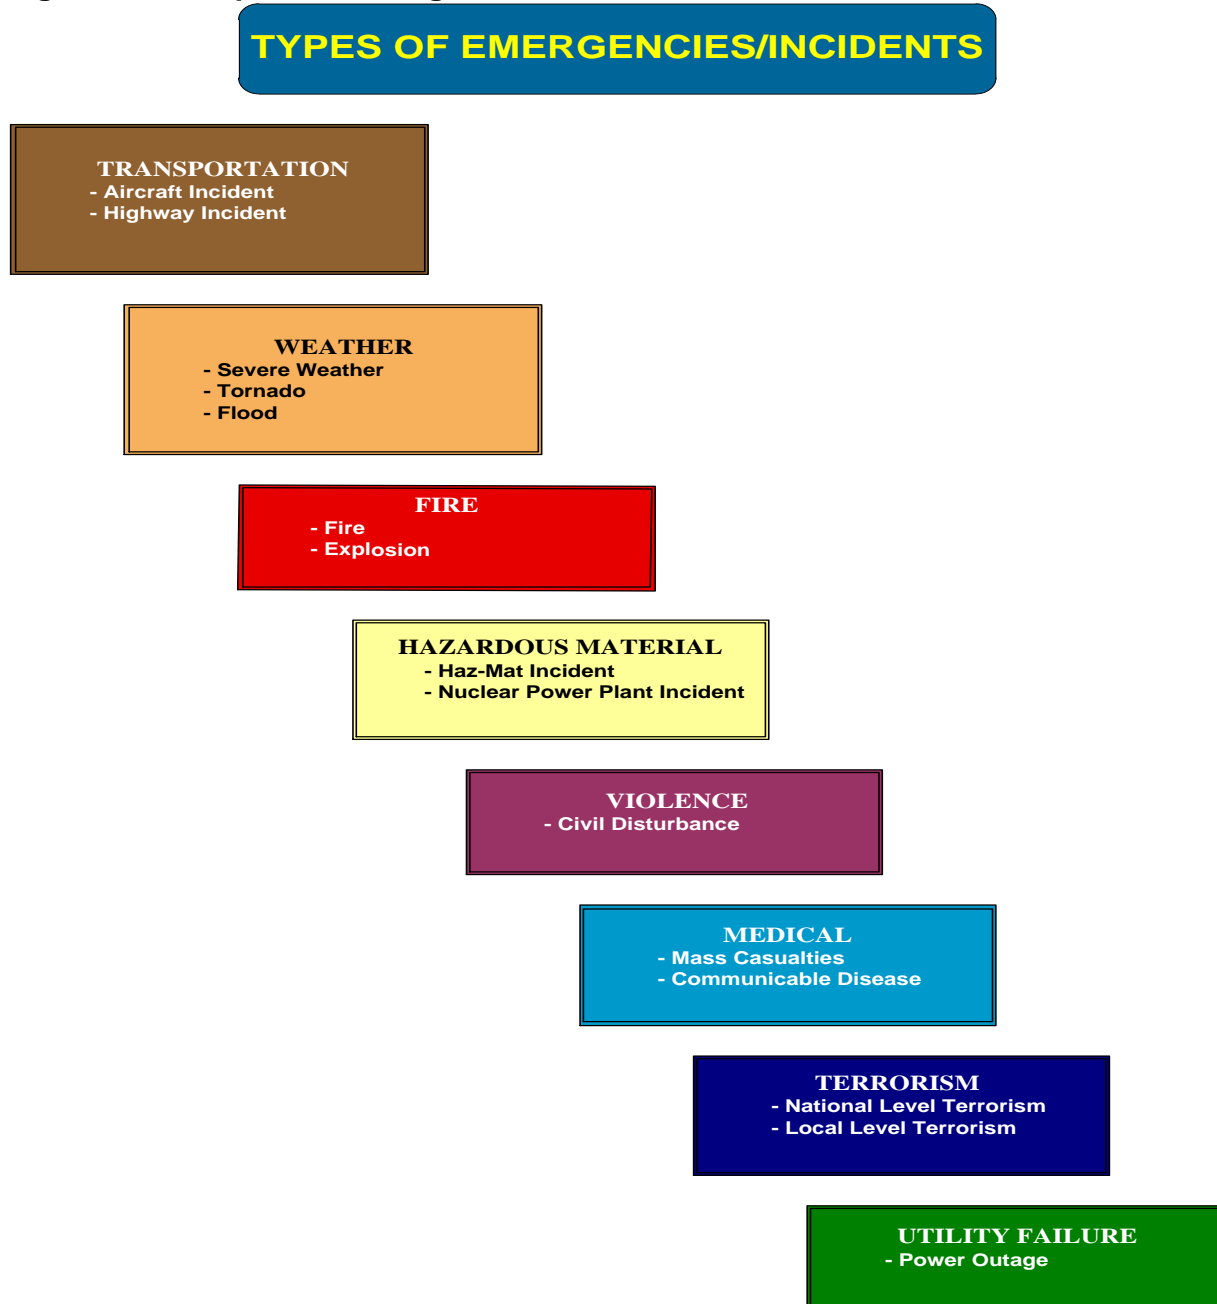 TYPES OF EMERGENCIES/INCIDENTS
TRANSPORTATION
- Aircraft Incident
- Highway Incident
WEATHER
- Severe Weather
- Tornado
- Flood
FIRE
- Fire
- Explosion
HAZARDOUS MATERIAL
- Haz-Mat Incident
- Nuclear Power Plant Incident
VIOLENCE
- Civil Disturbance
MEDICAL
- Mass Casualties
- Communicable Disease
TERRORISM
- National Level Terrorism
- Local Level Terrorism
UTILITY FAILURE
- Power Outage